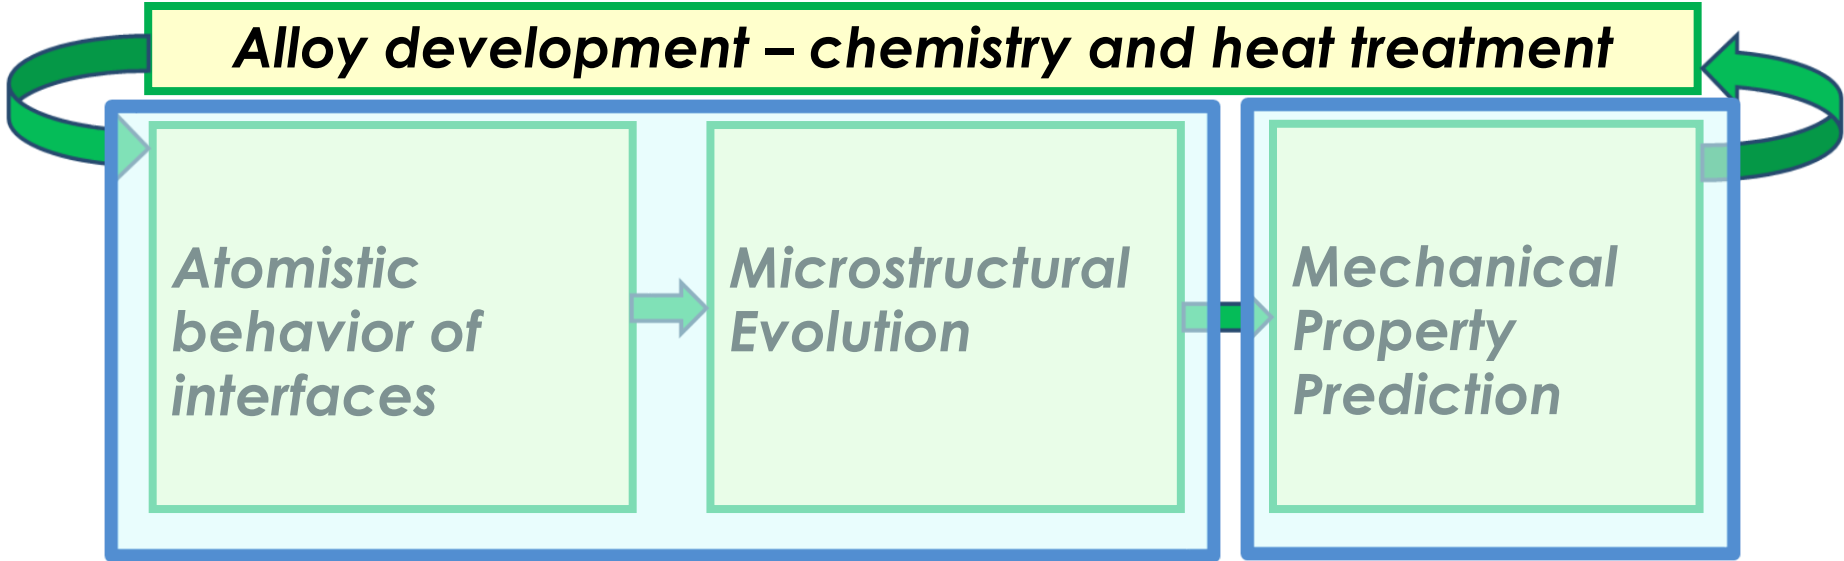 Alloy development – chemistry and heat treatment
Atomistic
behavior of
interfaces
Microstructural
Evolution
Mechanical
Property
Prediction